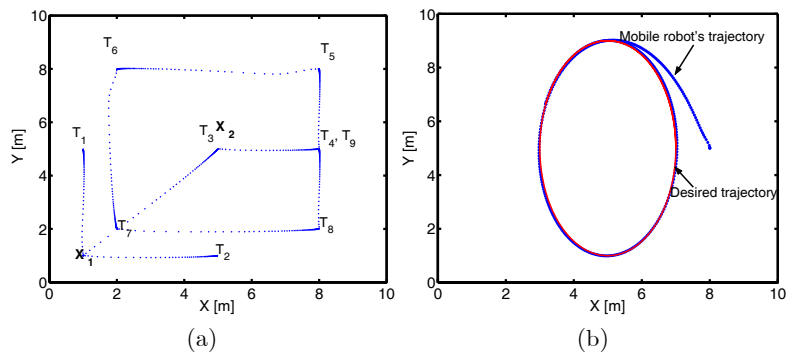 10
8
6
4
2
0
0
2
4
6
8
10
Y [m]
X [m]
T6
T5
T1
T3
X2
T4, T9
T7
T8
X1
T2
(a)
10
8
6
4
2
0
0
2
4
6
8
10
Y [m]
X [m]
Mobile robot's trajectory
Desired trajectory
(b)